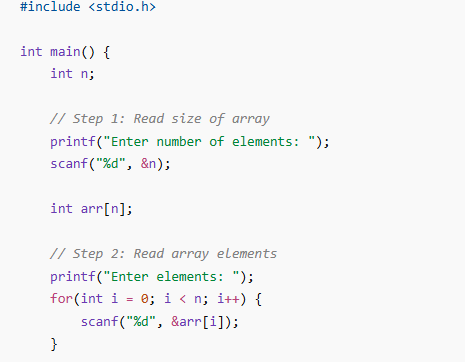 #include <stdio.h>
int main() {
    int n;
    // Step 1: Read size of array
    printf("Enter number of elements: ");
    scanf("%d", &n);
    int arr[n];
    // Step 2: Read array elements
    printf("Enter elements: ");
    for(int i = 0; i < n; i++) {
        scanf("%d", &arr[i]);
    }